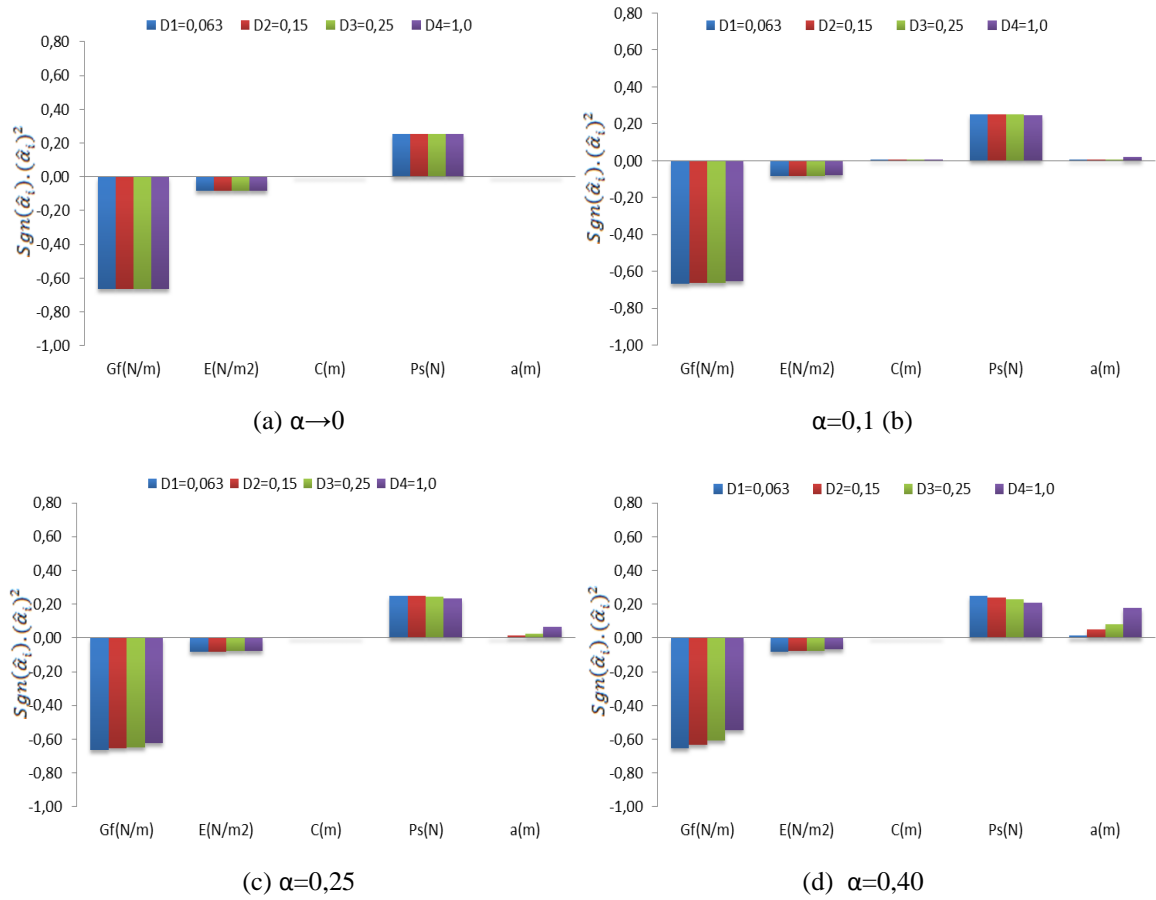 D1=0,063 D2=0,15 D3=0,25 D4=1,0
0,80
0,60
0,40
0,20
0,00
-0,20
-0,40
-0,60
-0,80
-1,00
Sgn(α̂ᵢ).(α̂ᵢ)²
Gf(N/m) E(N/m2) C(m) Ps(N) a(m)
(a) α→0
D1=0,063 D2=0,15 D3=0,25 D4=1,0
0,80
0,60
0,40
0,20
0,00
-0,20
-0,40
-0,60
-0,80
-1,00
Sgn(α̂ᵢ).(α̂ᵢ)²
Gf(N/m) E(N/m2) C(m) Ps(N) a(m)
α=0,1 (b)
D1=0,063 D2=0,15 D3=0,25 D4=1,0
0,80
0,60
0,40
0,20
0,00
-0,20
-0,40
-0,60
-0,80
-1,00
Sgn(α̂ᵢ).(α̂ᵢ)²
Gf(N/m) E(N/m2) C(m) Ps(N) a(m)
(c) α=0,25
D1=0,063 D2=0,15 D3=0,25 D4=1,0
0,80
0,60
0,40
0,20
0,00
-0,20
-0,40
-0,60
-0,80
-1,00
Sgn(α̂ᵢ).(α̂ᵢ)²
Gf(N/m) E(N/m2) C(m) Ps(N) a(m)
(d) α=0,40